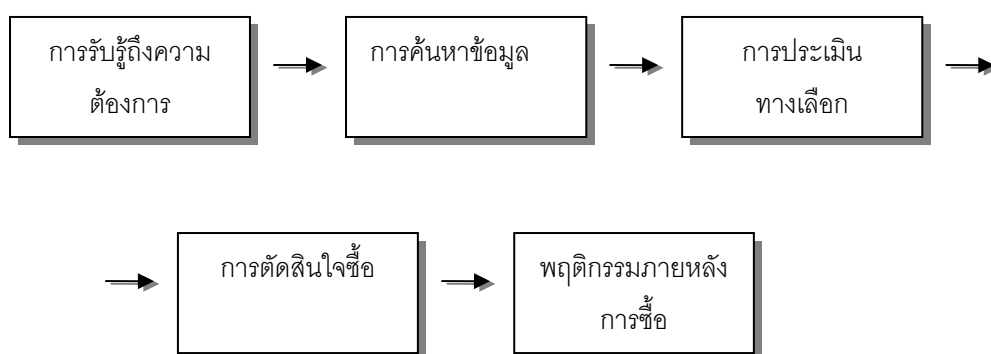 การรับรู้ถึงความ
ต้องการ
การค้นหาข้อมูล
การประเมิน
ทางเลือก
การตัดสินใจซื้อ
พฤติกรรมภายหลัง
การซื้อ